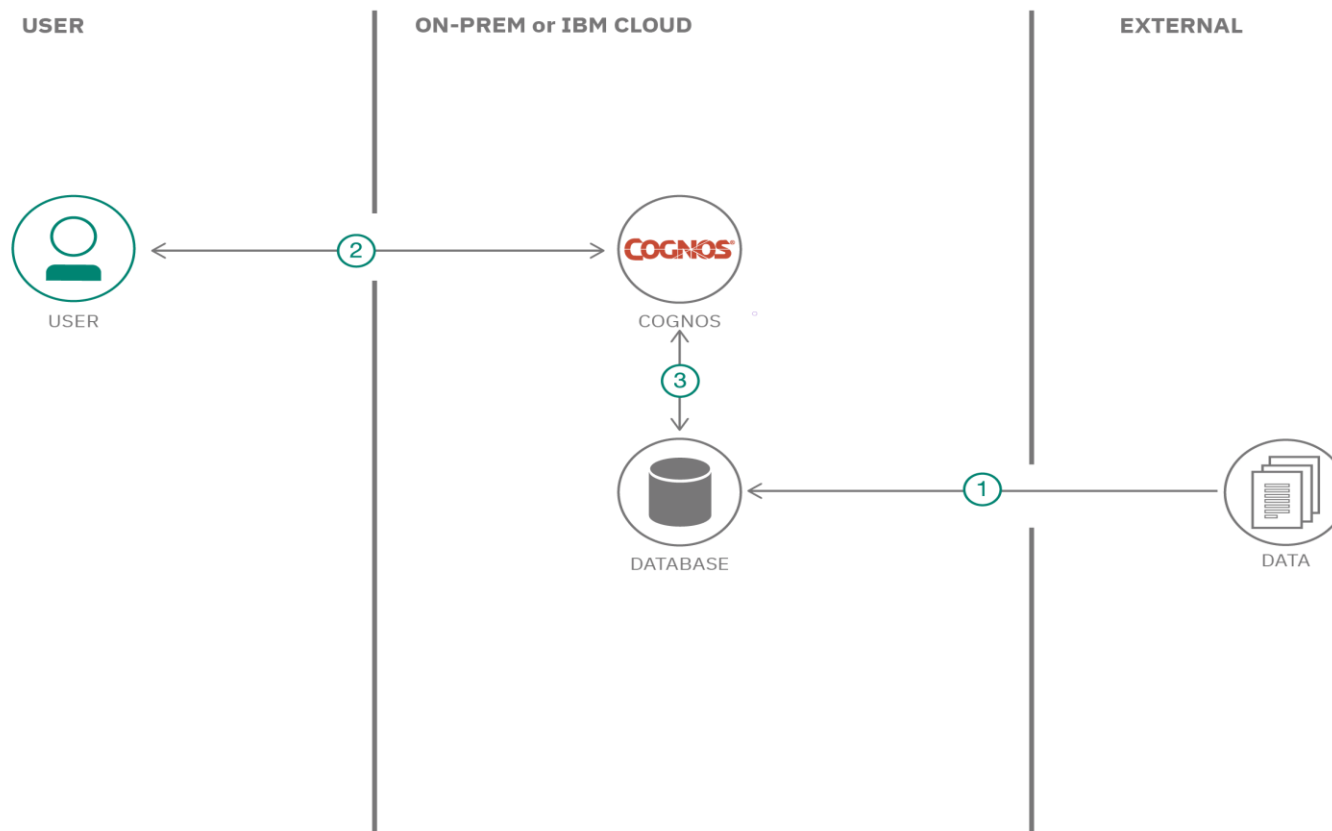 USER
ON-PREM or IBM CLOUD
EXTERNAL
2
COGNOS®
USER
COGNOS
3
1
DATABASE
DATA